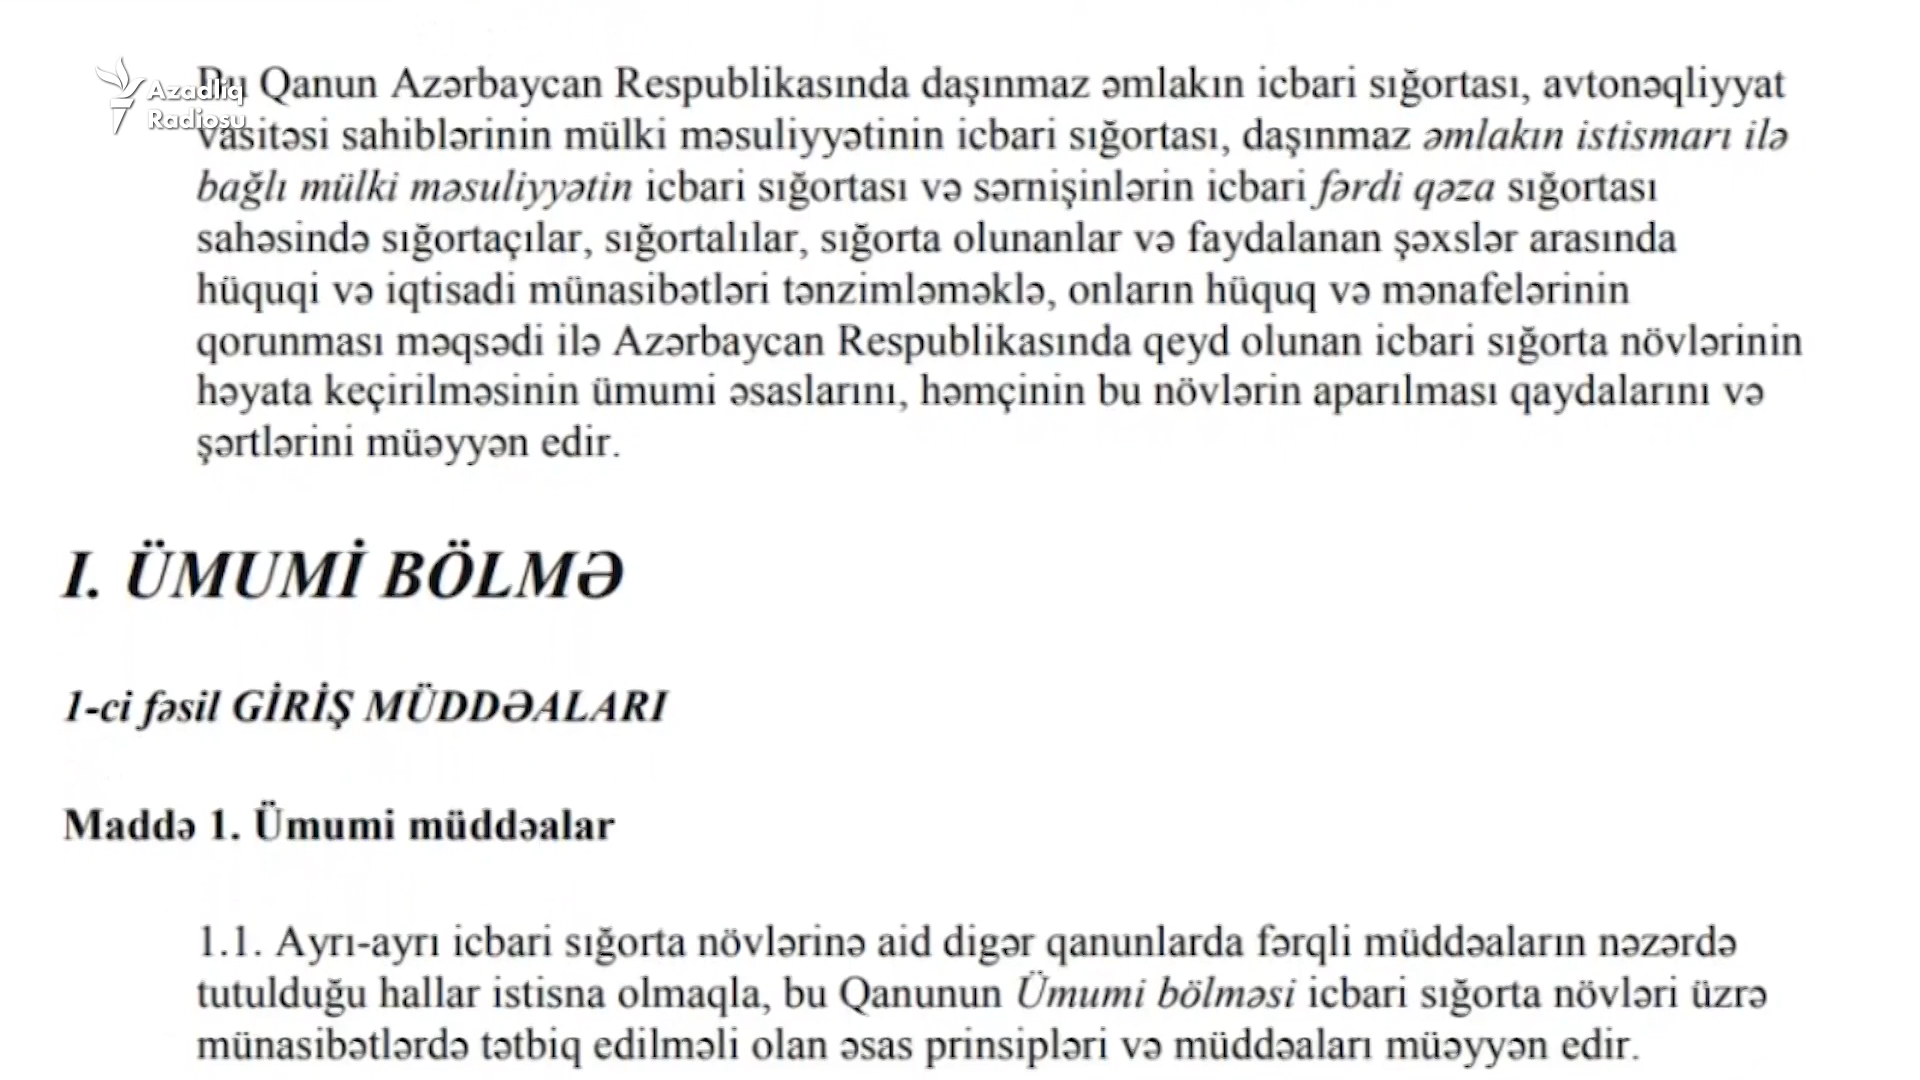 Azadlıq
Radiosu
Bu Qanun Azərbaycan Respublikasında daşınmaz əmlakın icbari sığortası, avtonəqliyyat
vasitəsi sahiblərinin mülki məsuliyyətinin icbari sığortası, daşınmaz əmlakın istismarı ilə
bağlı mülki məsuliyyətin icbari sığortası və sərnişinlərin icbari fərdi qəza sığortası
sahəsində sığortaçılar, sığortalılar, sığorta olunanlar və faydalanan şəxslər arasında
hüquqi və iqtisadi münasibətləri tənzimləməklə, onların hüquq və mənafelərinin
qorunması məqsədi ilə Azərbaycan Respublikasında qeyd olunan icbari sığorta növlərinin
həyata keçirilməsinin ümumi əsaslarını, həmçinin bu növlərin aparılması qaydalarını və
şərtlərini müəyyən edir.
I. ÜMUMİ BÖLMƏ
1-ci fəsil GİRİŞ MÜDDƏALARI
Maddə 1. Ümumi müddəalar
1.1. Ayrı-ayrı icbari sığorta növlərinə aid digər qanunlarda fərqli müddəaların nəzərdə
tutulduğu hallar istisna olmaqla, bu Qanunun Ümumi bölməsi icbari sığorta növləri üzrə
münasibətlərdə tətbiq edilməli olan əsas prinsipləri və müddəaları müəyyən edir.